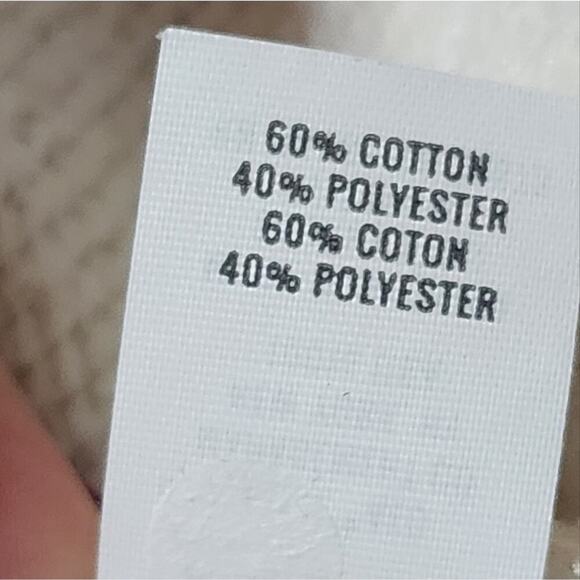 60% COTTON
40% POLYESTER
60% COTON
40% POLYESTER